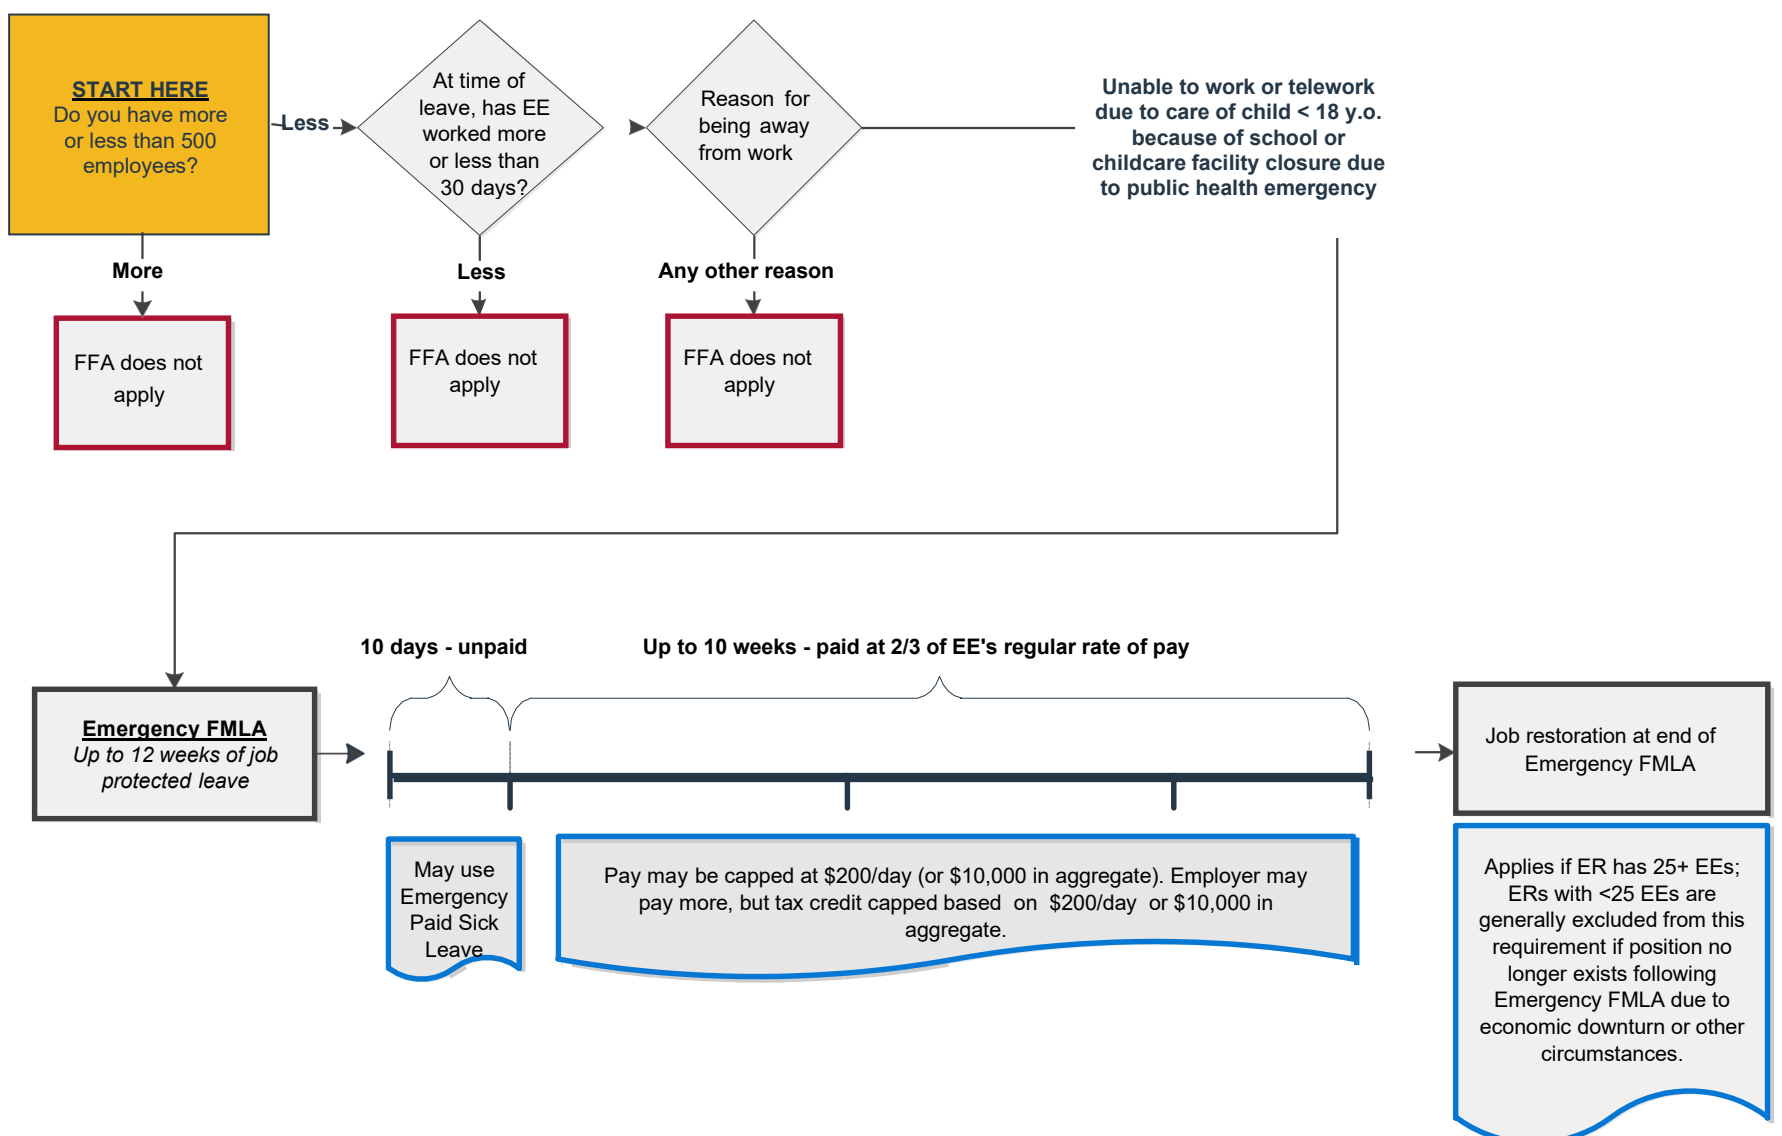 START HERE
Do you have more
or less than 500
employees?
Less
At time of
leave, has EE
worked more
or less than
30 days?
Reason for
being away
from work
Unable to work or telework
due to care of child < 18 y.o.
because of school or
childcare facility closure due
to public health emergency
More
Less
Any other reason
FFA does not
apply
FFA does not
apply
FFA does not
apply
10 days - unpaid
Up to 10 weeks - paid at 2/3 of EE's regular rate of pay
Emergency FMLA
Up to 12 weeks of job
protected leave
Job restoration at end of
Emergency FMLA
May use
Emergency
Paid Sick
Leave
Pay may be capped at $200/day (or $10,000 in aggregate). Employer may
pay more, but tax credit capped based on $200/day or $10,000 in
aggregate.
Applies if ER has 25+ EEs;
ERs with <25 EEs are
generally excluded from this
requirement if position no
longer exists following
Emergency FMLA due to
economic downturn or other
circumstances.